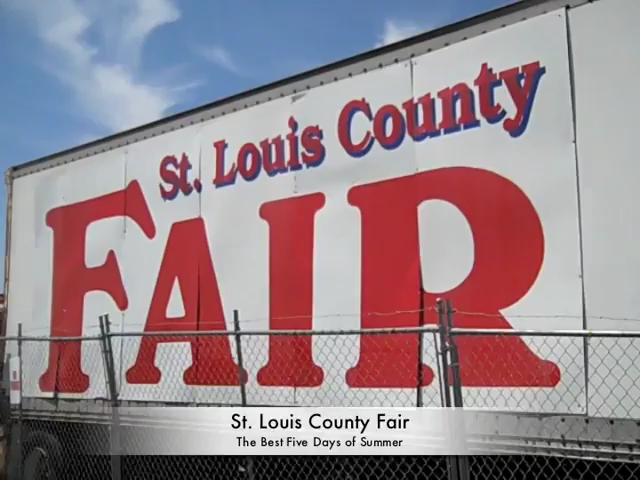 St. Louis County
FAIR
St. Louis County Fair
The Best Five Days of Summer